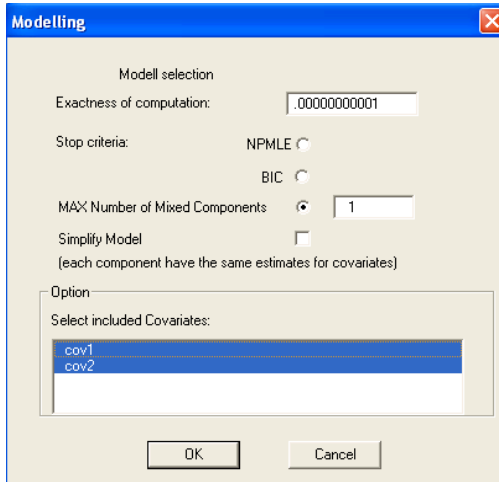 Modelling
Modell selection
Exactness of computation: .00000000001
Stop criteria: NPMLE
BIC
MAX Number of Mixed Components 1
Simplify Model
(each component have the same estimates for covariates)
Option
Select included Covariates:
cov1
cov2
OK Cancel